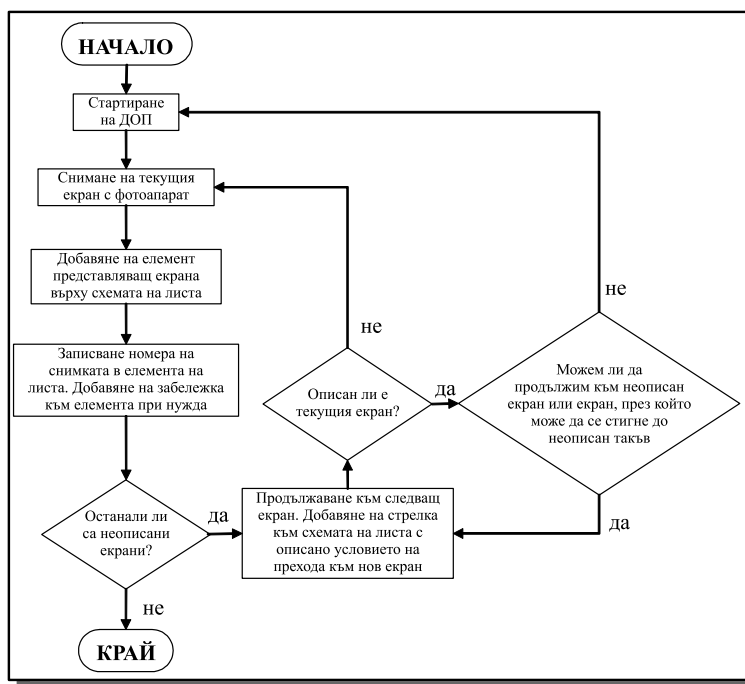 НАЧАЛО
Стартиране
на ДОП
Снимане на текущия
екран с фотоапарат
Добавяне на елемент
представляващ екрана
върху схемата на листа
Записване номера на
снимката в елемента на
листа. Добавяне на забележка
към елемента при нужда
Останали ли
са неописани
екрани?
да
не
КРАЙ
Продължаване към следващ
екран. Добавяне на стрелка
към схемата на листа с
описано условието на
прехода към нов екран
Описан ли е
текущия екран?
не
да
Можем ли да
продължим към неописан
екран или екран, през който
може да се стигне до
неописан такъв
не
да